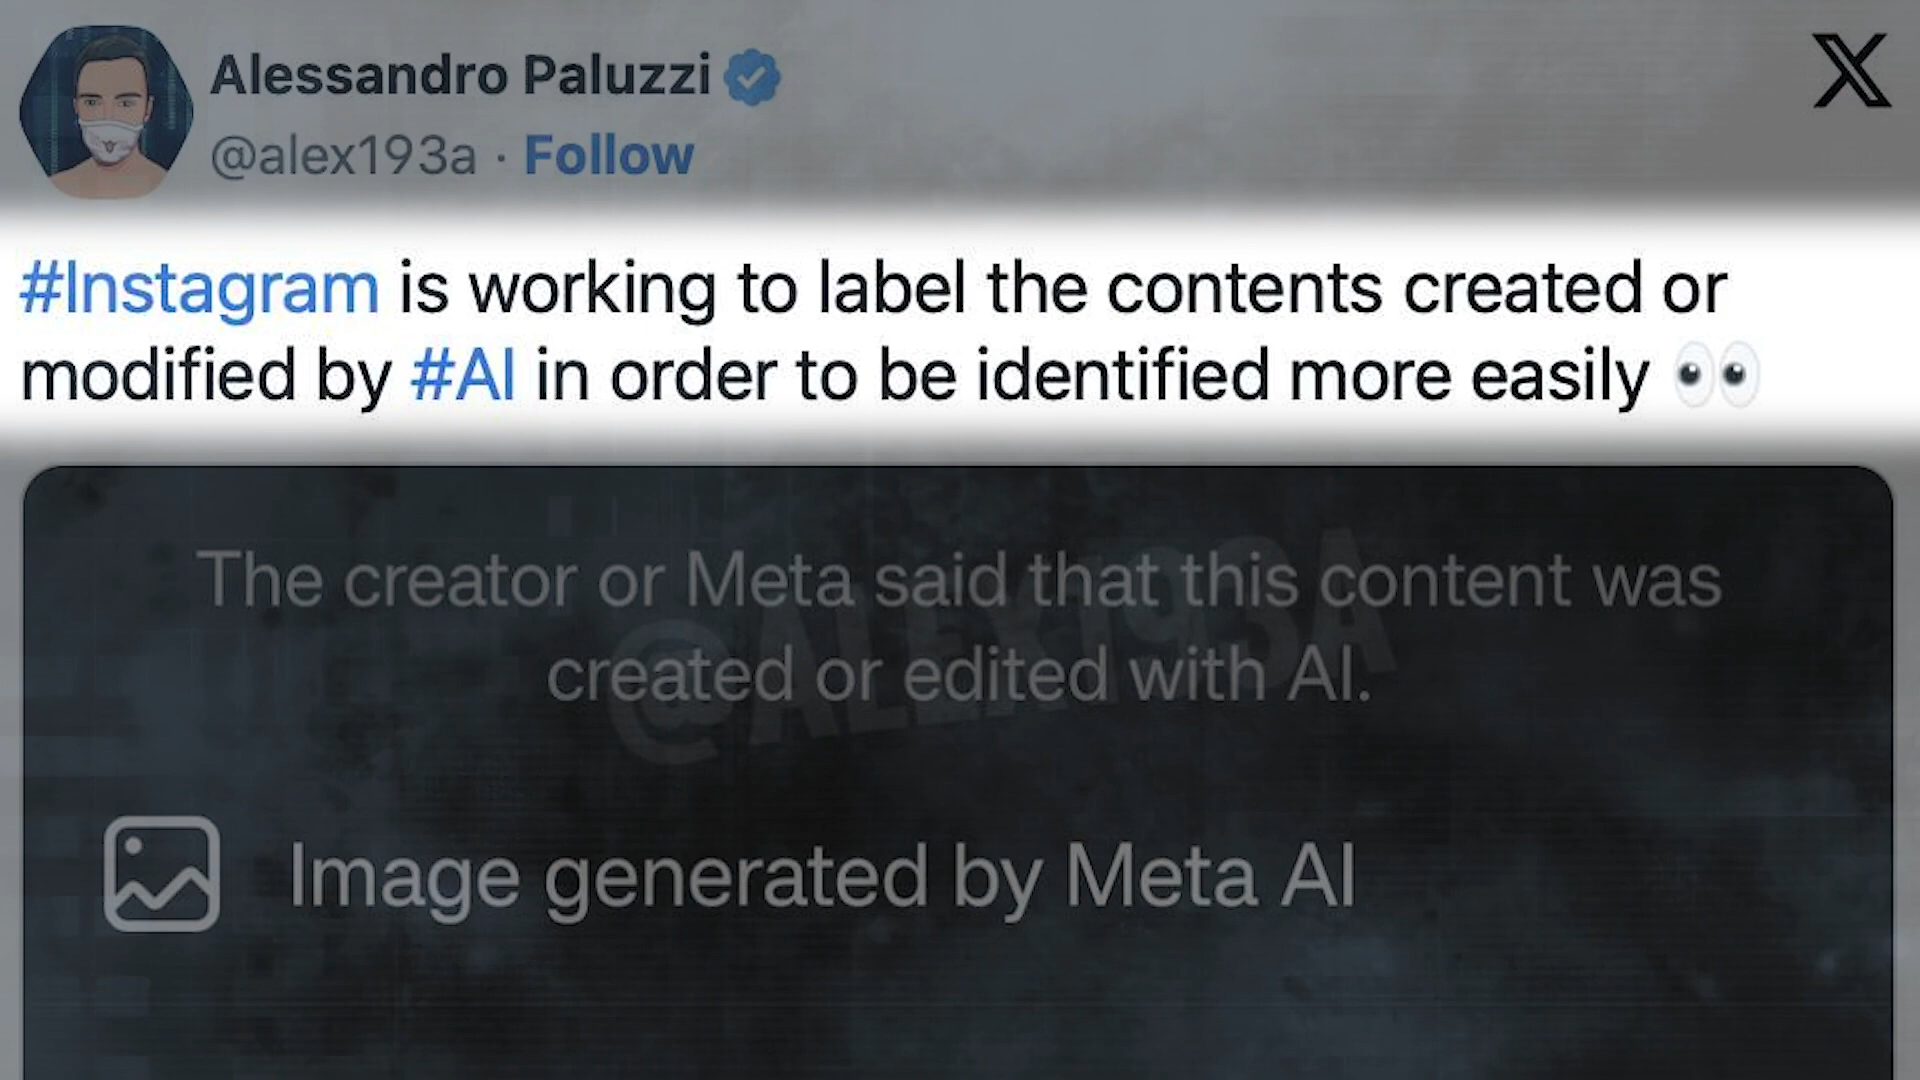 Alessandro Paluzzi
@alex193a · Follow
X
#Instagram is working to label the contents created or
modified by #AI in order to be identified more easily 👀
The creator or Meta said that this content was
created or edited with AI.
@ALEX193A
Image generated by Meta AI